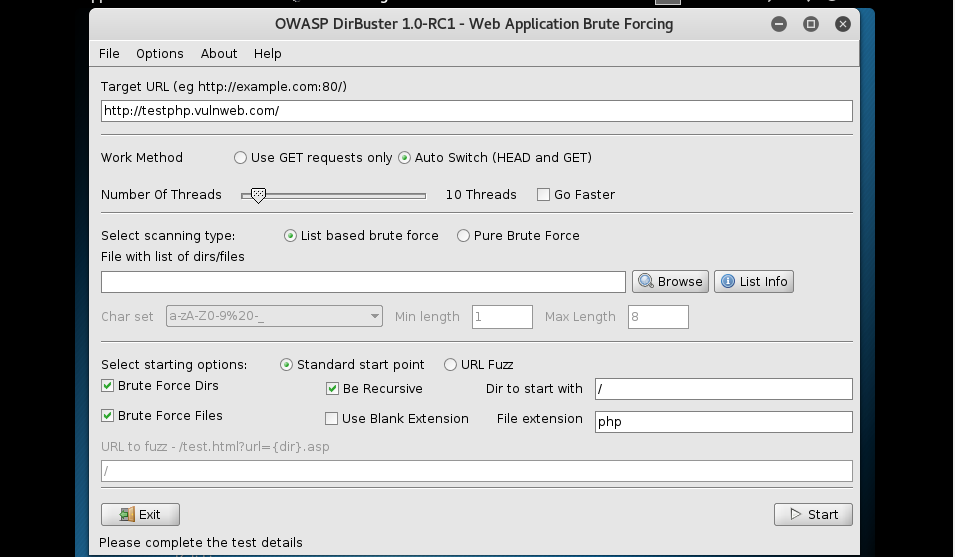 OWASP DirBuster 1.0-RC1 - Web Application Brute Forcing
File Options About Help
Target URL (eg http://example.com:80/)
http://testphp.vulnweb.com/
Work Method Use GET requests only Auto Switch (HEAD and GET)
Number Of Threads 10 Threads Go Faster
Select scanning type: List based brute force Pure Brute Force
File with list of dirs/files
Browse List Info
Char set a-zA-Z0-9%20-_ Min length 1 Max Length 8
Select starting options: Standard start point URL Fuzz
Brute Force Dirs Be Recursive Dir to start with /
Brute Force Files Use Blank Extension File extension php
URL to fuzz - /test.html?url={dir}.asp
/
Exit Start
Please complete the test details